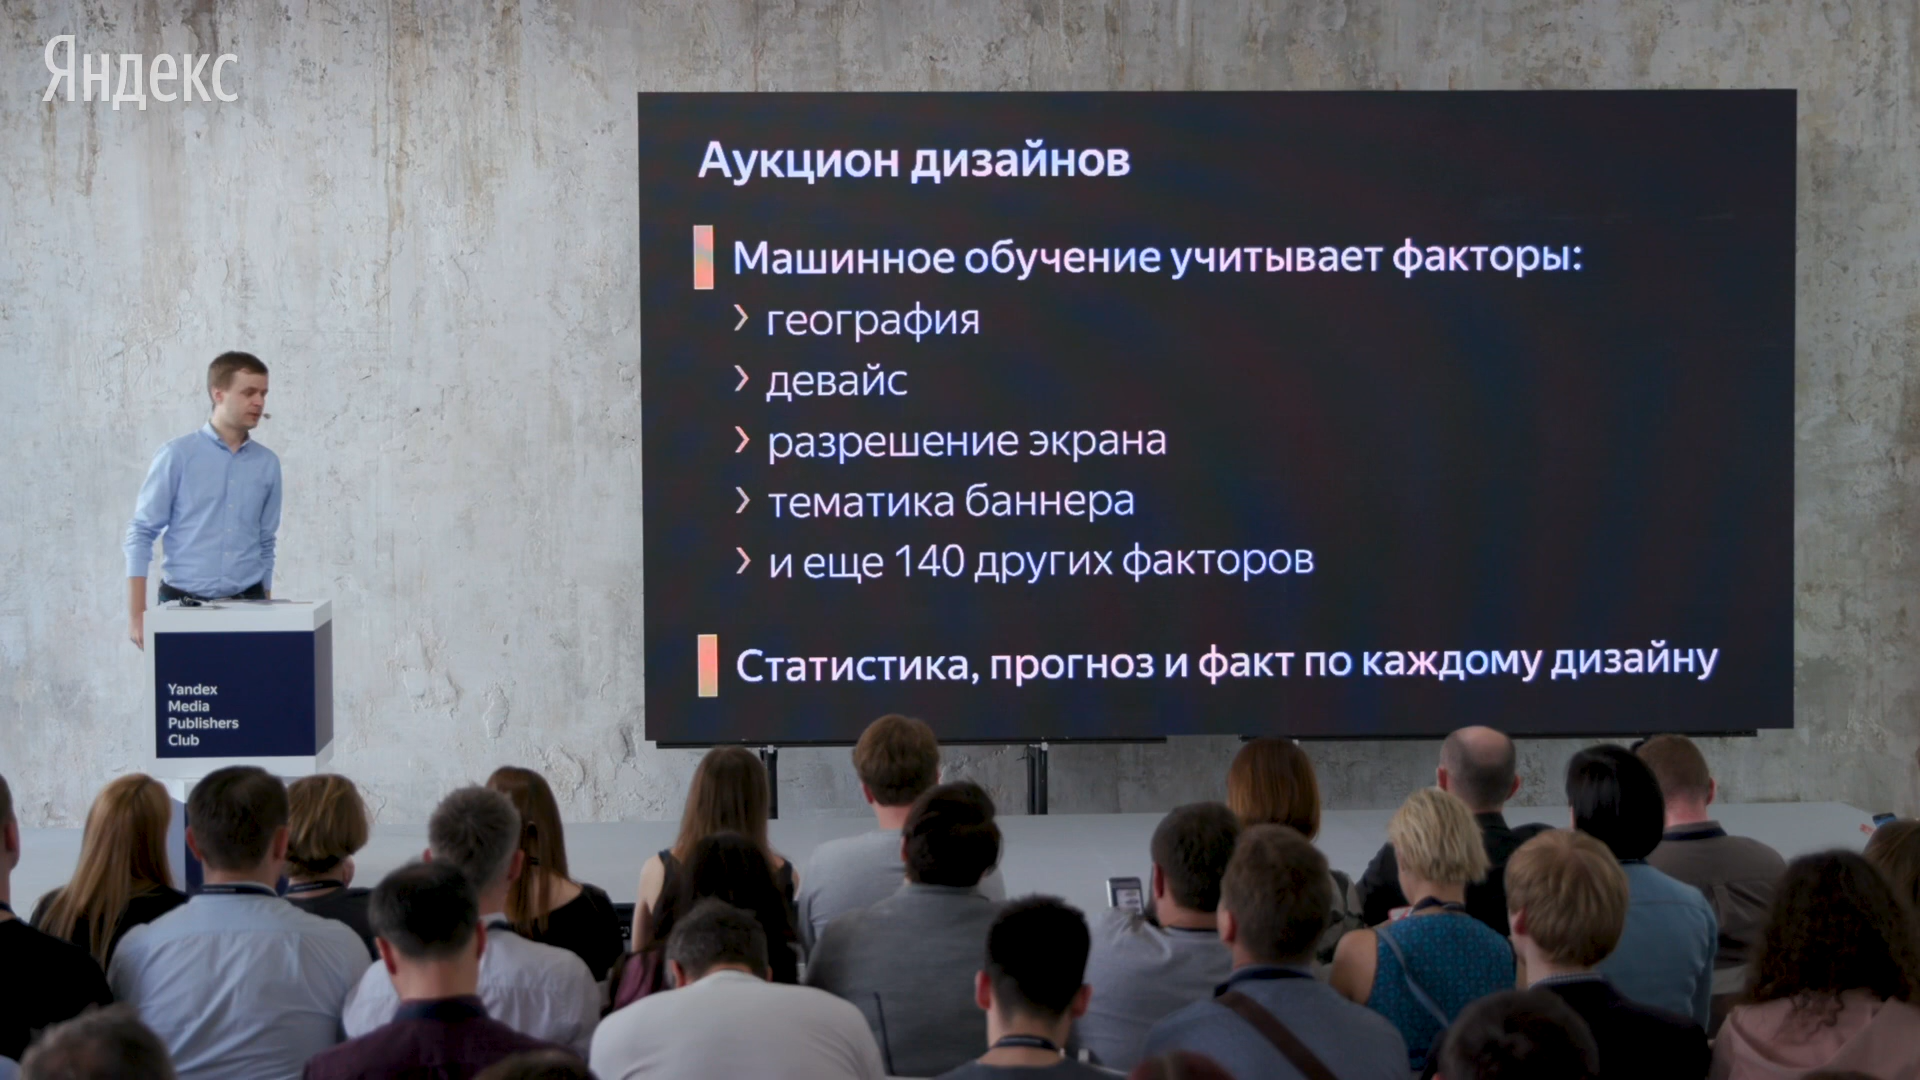 Яндекс
Аукцион дизайнов
Машинное обучение учитывает факторы:
› география
› девайс
› разрешение экрана
› тематика баннера
› и еще 140 других факторов
Статистика, прогноз и факт по каждому дизайну
Yandex
Media
Publishers
Club